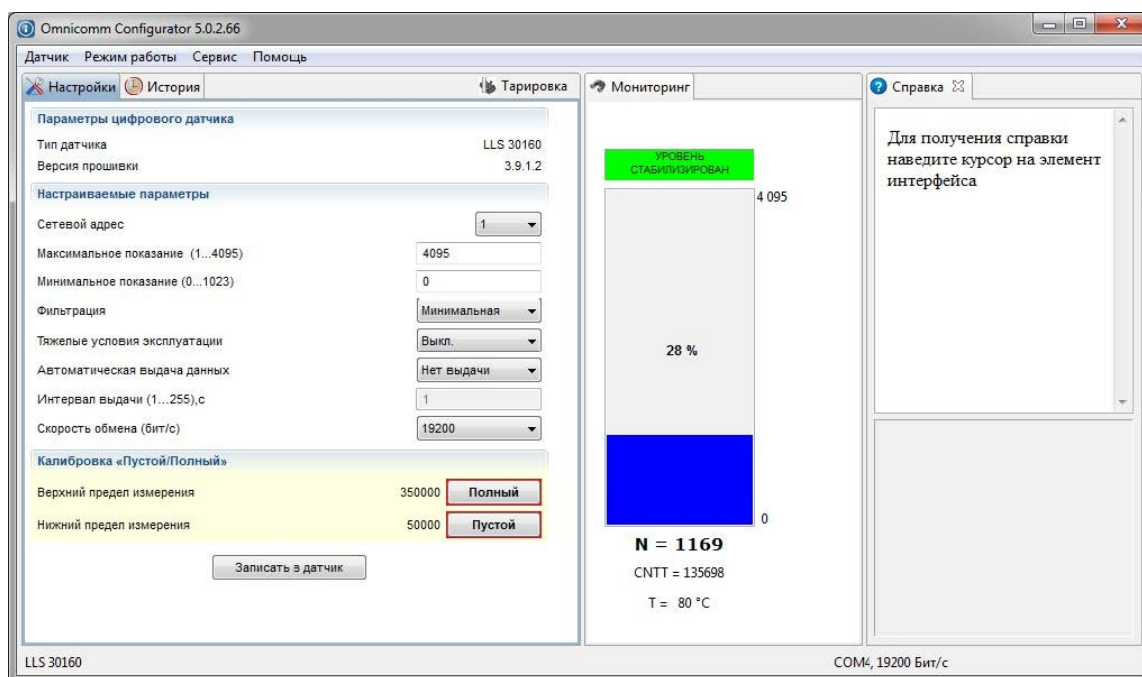 Omnicomm Configurator 5.0.2.66
Датчик Режим работы Сервис Помощь
Настройки История Тарировка
Параметры цифрового датчика
Тип датчика LLS 30160
Версия прошивки 3.9.1.2
Настраиваемые параметры
Сетевой адрес 1
Максимальное показание (1...4095) 4095
Минимальное показание (0...1023) 0
Фильтрация Минимальная
Тяжелые условия эксплуатации Выкл.
Автоматическая выдача данных Нет выдачи
Интервал выдачи (1...255),с 1
Скорость обмена (бит/с) 19200
Калибровка «Пустой/Полный»
Верхний предел измерения 350000 Полный
Нижний предел измерения 50000 Пустой
Записать в датчик
Мониторинг
УРОВЕНЬ
СТАБИЛИЗИРОВАН
4 095
28 %
0
N = 1169
CNTT = 135698
T = 80 °C
Справка
Для получения справки
наведите курсор на элемент
интерфейса
LLS 30160 COM4, 19200 Бит/с